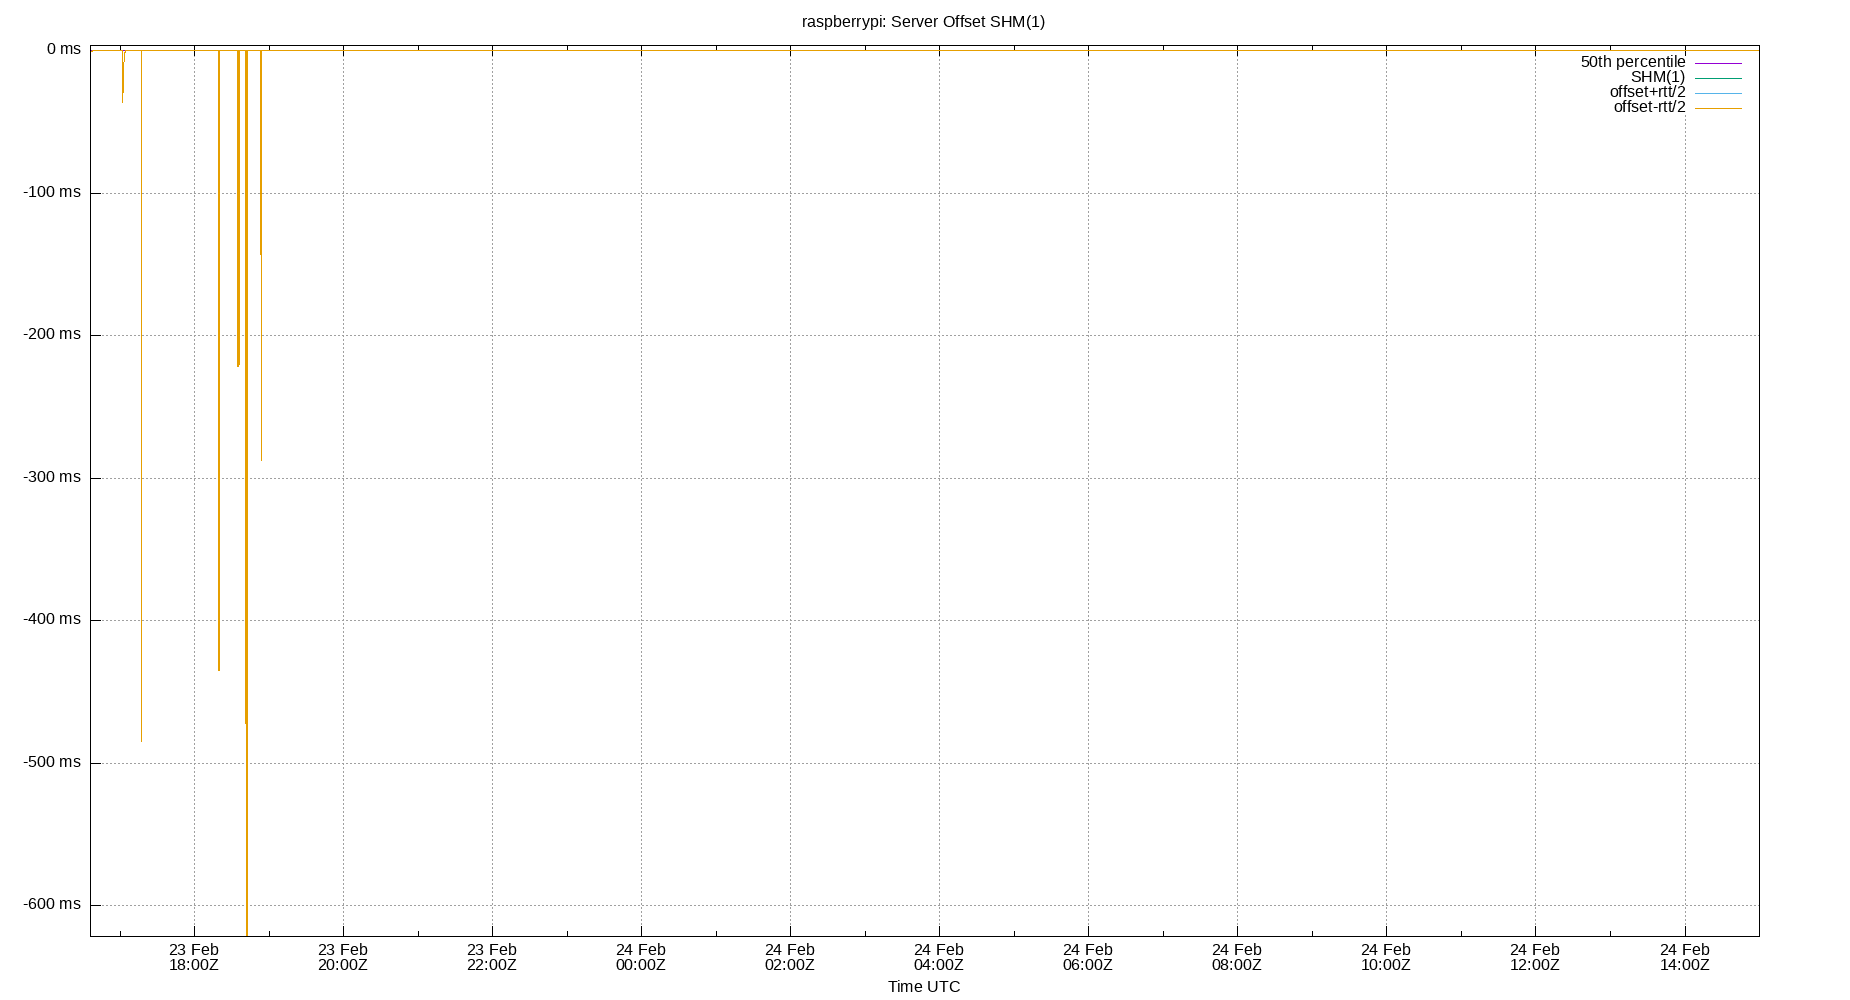 raspberrypi: Server Offset SHM(1)
0 ms
-100 ms
-200 ms
-300 ms
-400 ms
-500 ms
-600 ms
50th percentile
SHM(1)
offset+rtt/2
offset-rtt/2
23 Feb 23 Feb 23 Feb 24 Feb 24 Feb 24 Feb 24 Feb 24 Feb 24 Feb 24 Feb 24 Feb
18:00Z 20:00Z 22:00Z 00:00Z 02:00Z 04:00Z 06:00Z 08:00Z 10:00Z 12:00Z 14:00Z
Time UTC